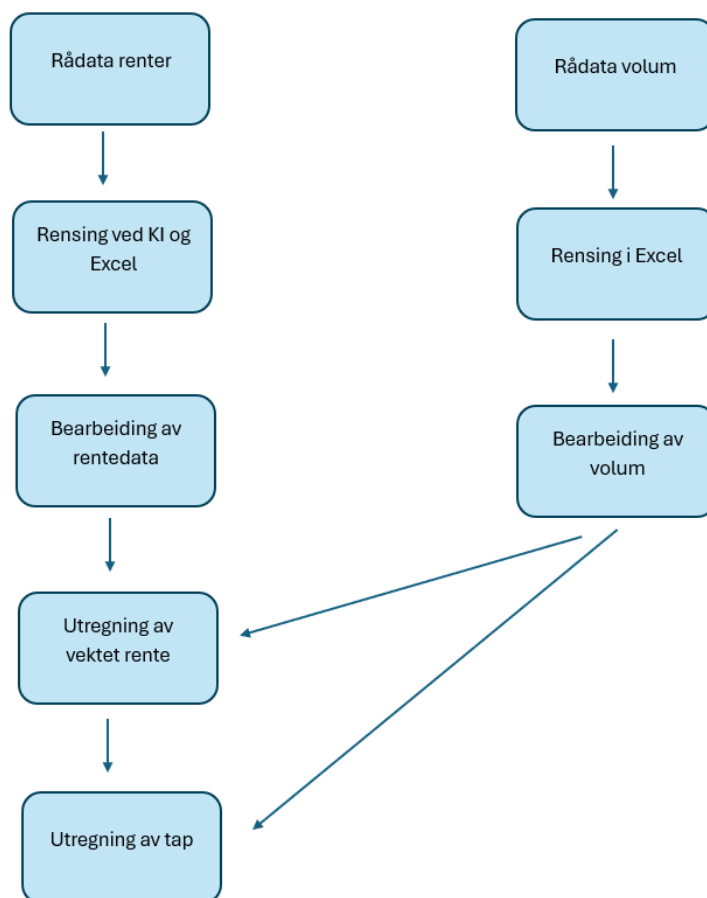 Rådata renter
Rådata volum
Rensing ved KI og
Excel
Rensing i Excel
Bearbeiding av
rentedata
Bearbeiding av
volum
Utregning av
vektet rente
Utregning av tap